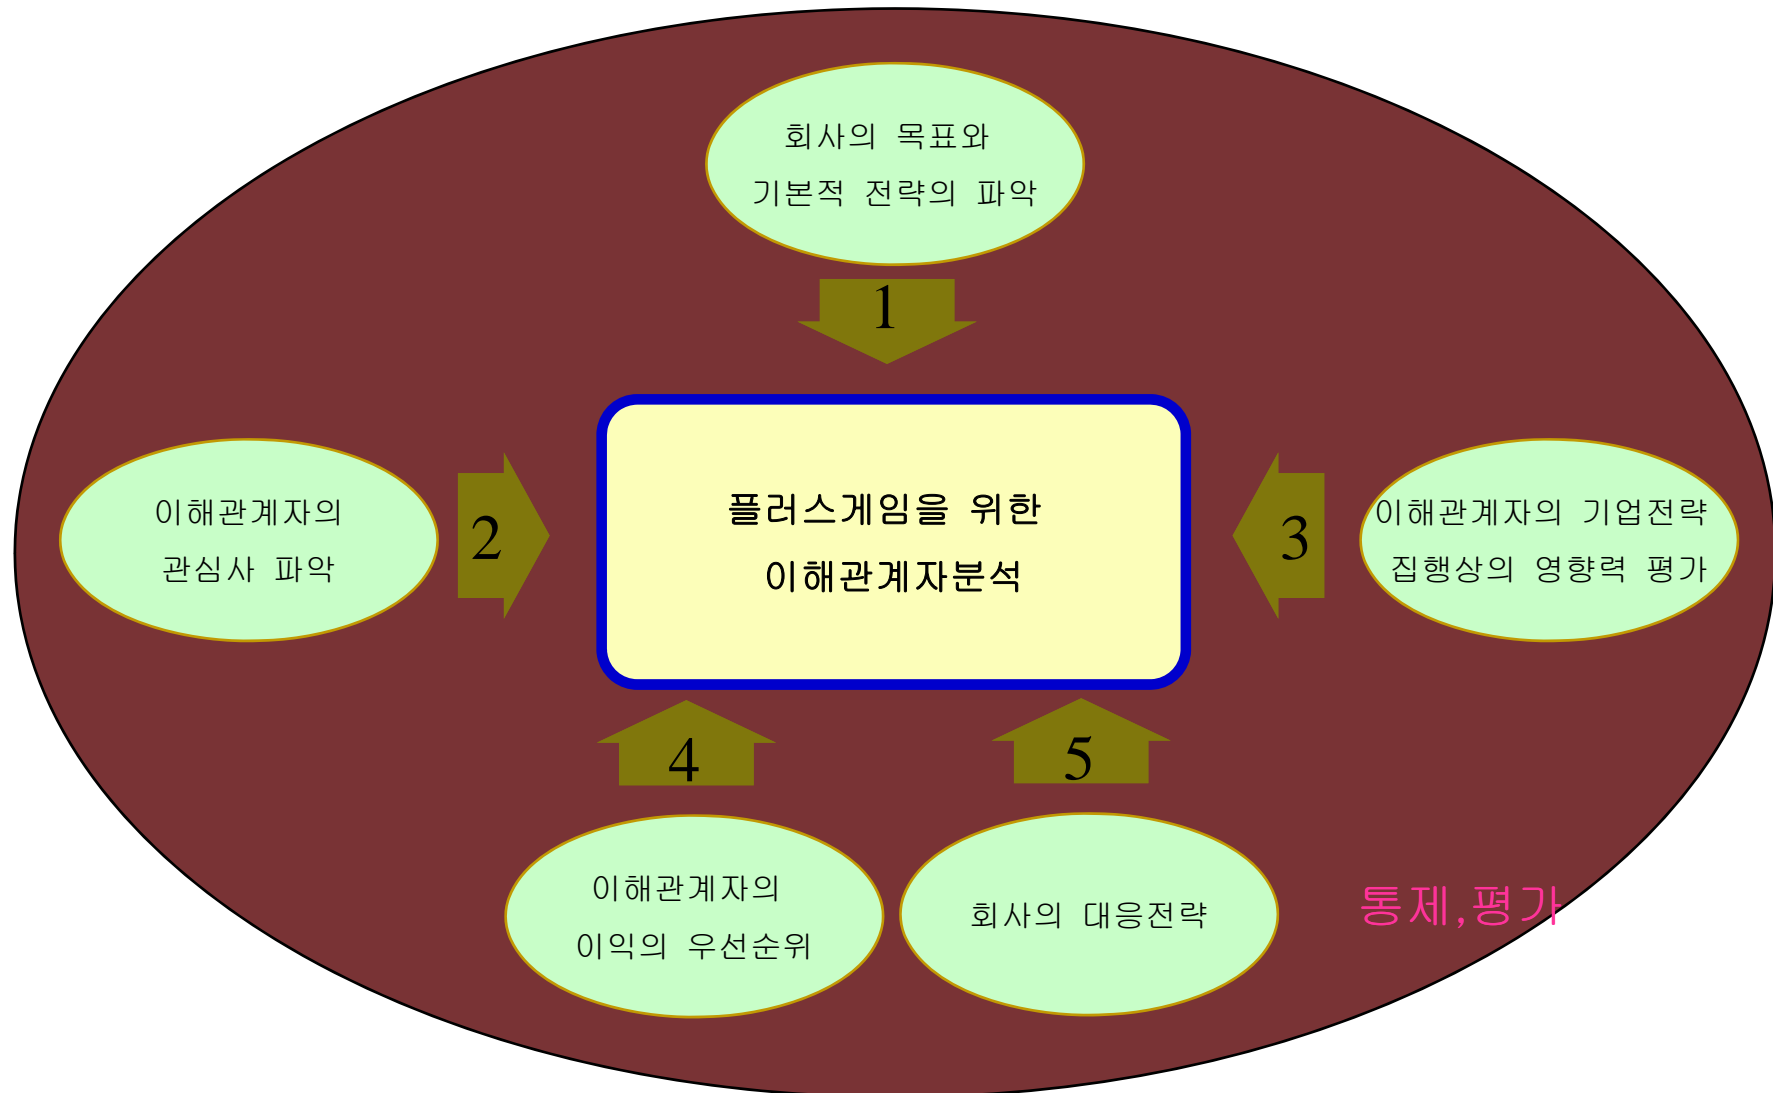 회사의 목표와
기본적 전략의 파악
1
이해관계자의
관심사 파악
2
플러스게임을 위한
이해관계자분석
3
이해관계자의 기업전략
집행상의 영향력 평가
4
5
이해관계자의
이익의 우선순위
회사의 대응전략
통제,평가